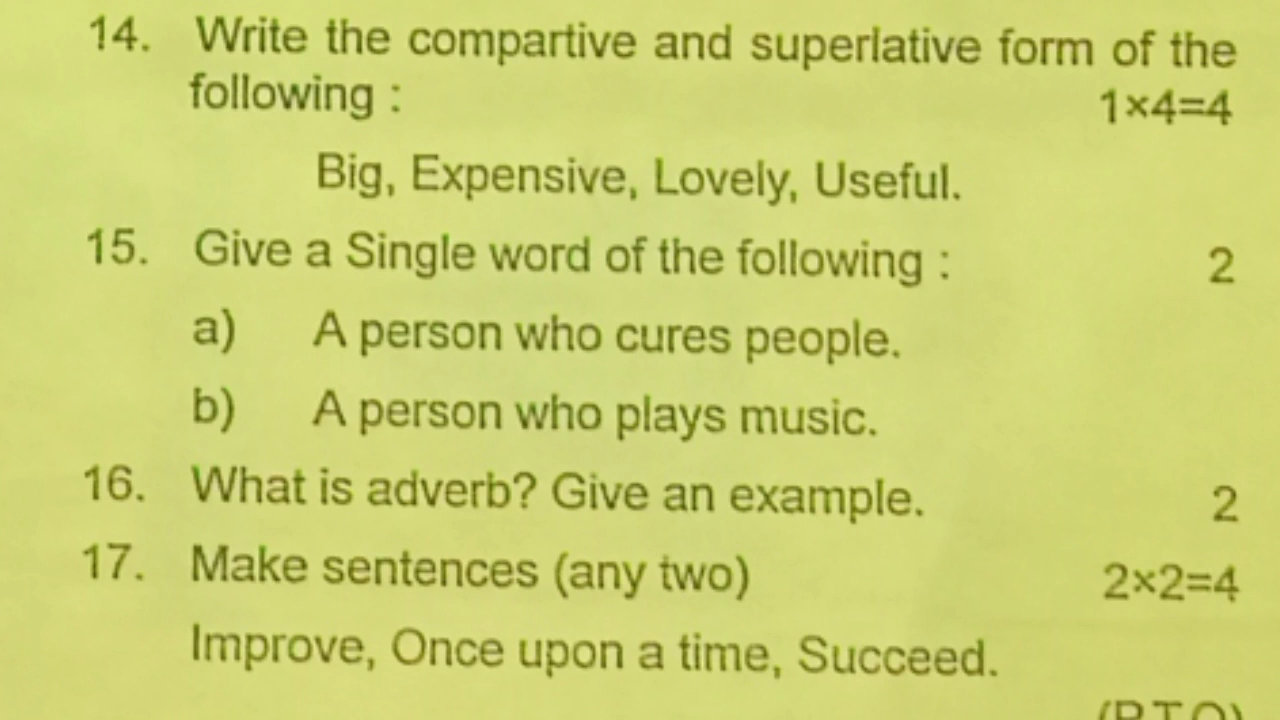 14. Write the compartive and superlative form of the
following : 1×4=4
Big, Expensive, Lovely, Useful.
15. Give a Single word of the following : 2
a) A person who cures people.
b) A person who plays music.
16. What is adverb? Give an example. 2
17. Make sentences (any two) 2×2=4
Improve, Once upon a time, Succeed.
(P.T.O)